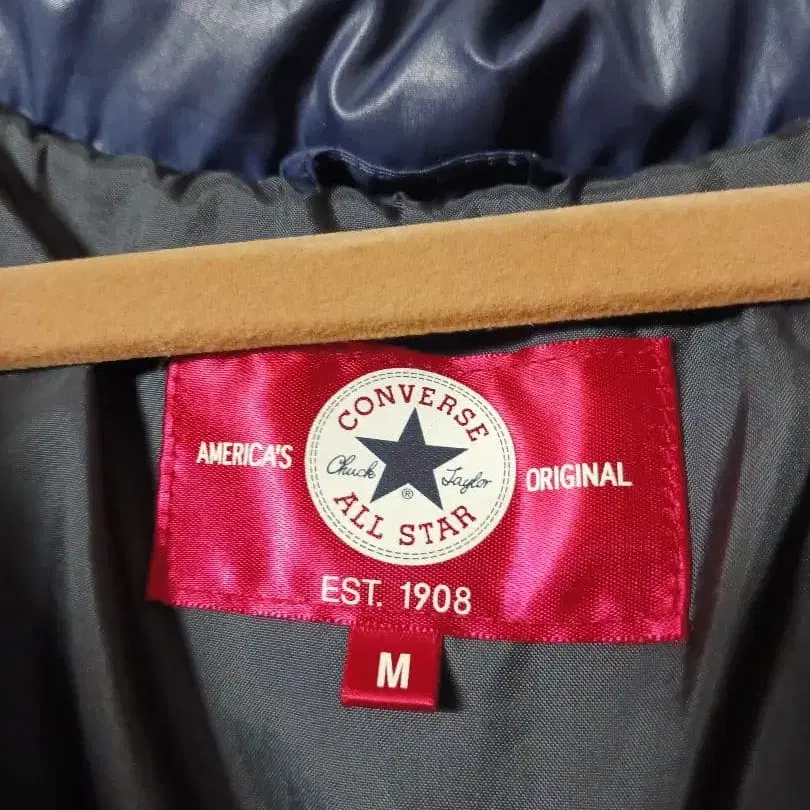 CONVERSE
AMERICA'S Chuck Taylor ORIGINAL
®
ALL STAR
EST. 1908
M